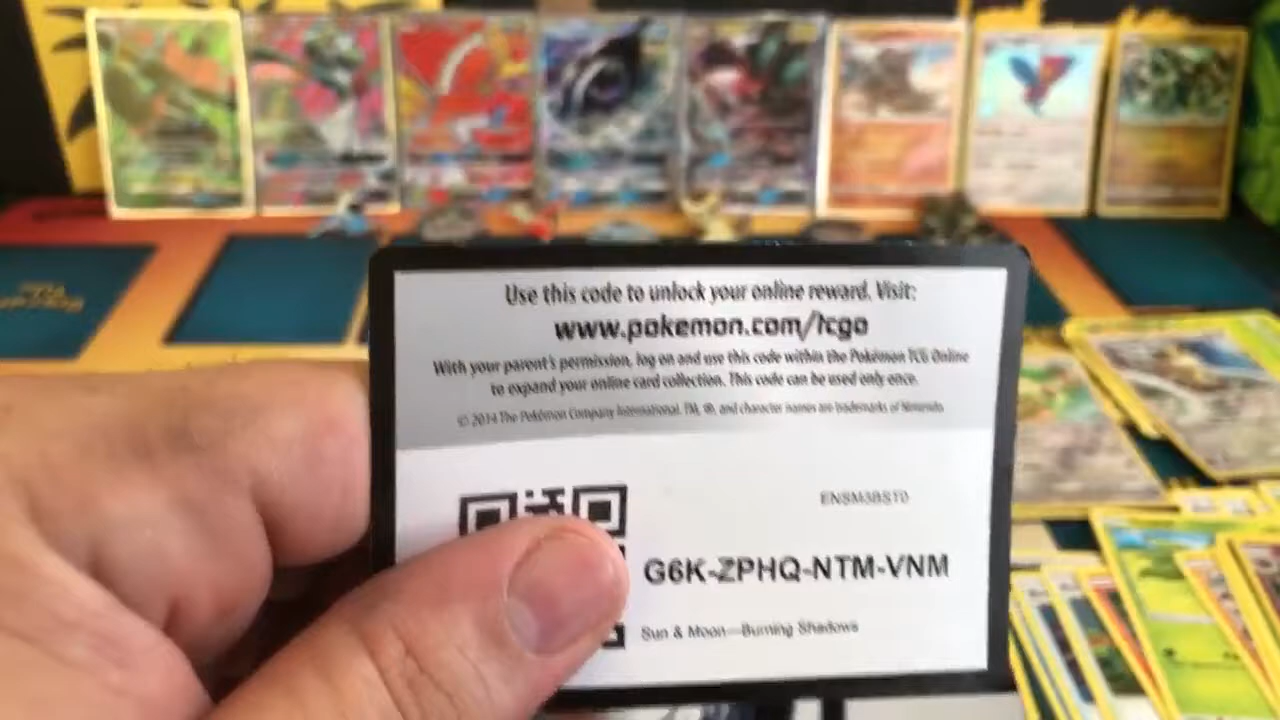 Use this code to unlock your online reward. Visit:
www.pokemon.com/tcgo
With your parent's permission, log on and use this code within the Pokémon TCG Online
to expand your online card collection. This code can be used only once.
© 2014 The Pokémon Company International. TM, ®, and character names are trademarks of Nintendo.
ENSM3BST0
G6K-ZPHQ-NTM-VNM
Sun & Moon—Burning Shadows